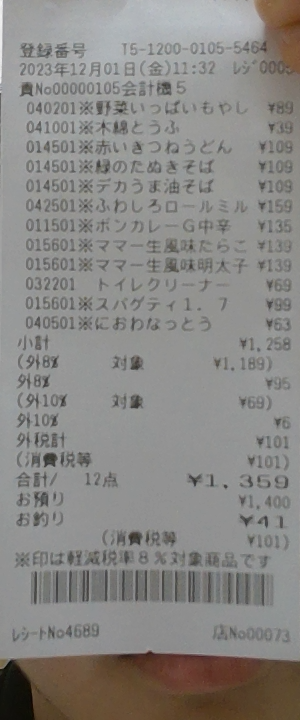 登録番号 T5-1200-0105-5464
2023年12月01日(金)11:32 レジ000
責No00000105会計機5
040201※野菜いっぱいもやし ¥89
041001※木綿とうふ ¥39
014501※赤いきつねうどん ¥109
014501※緑のたぬきそば ¥109
014501※デカうま油そば ¥109
042501※ふわしろロールミル ¥159
011501※ボンカレーG中辛 ¥135
015601※ママー生風味たらこ ¥139
015601※ママー生風味明太子 ¥139
032201 トイレクリーナー ¥69
015601※スパゲティ1.7 ¥99
040501※におわなっとう ¥63
小計 ¥1,258
(外8% 対象 ¥1,189)
外8% ¥95
(外10% 対象 ¥69)
外10% ¥6
外税計 ¥101
(消費税等 ¥101)
合計/ 12点 ¥1,359
お預り ¥1,400
お釣り ¥41
(消費税等 ¥101)
※印は軽減税率8%対象商品です
レシートNo4689 店No00073